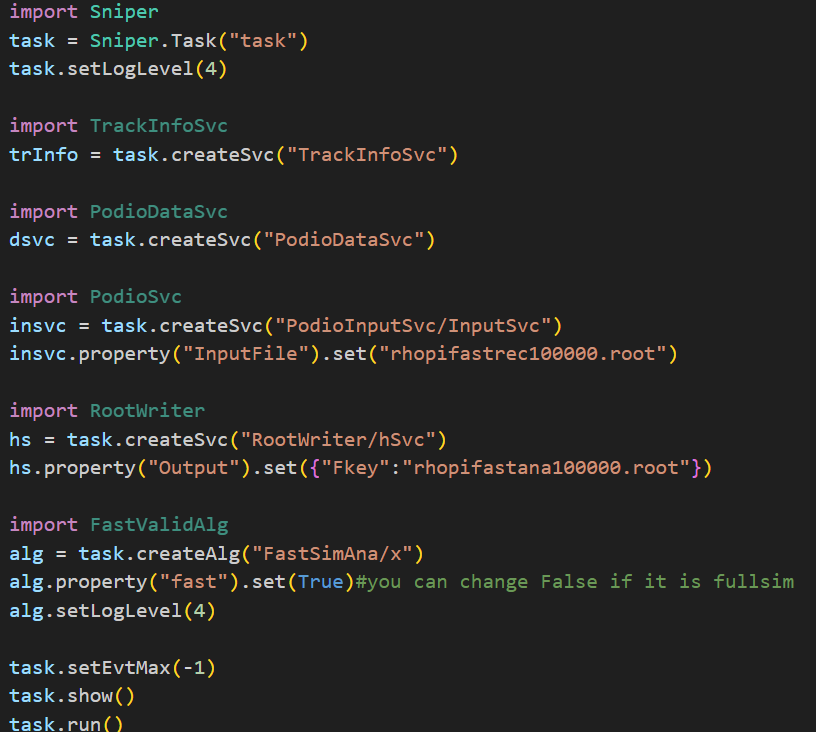 import Sniper
task = Sniper.Task("task")
task.setLogLevel(4)
import TrackInfoSvc
trInfo = task.createSvc("TrackInfoSvc")
import PodioDataSvc
dsvc = task.createSvc("PodioDataSvc")
import PodioSvc
insvc = task.createSvc("PodioInputSvc/InputSvc")
insvc.property("InputFile").set("rhopifastrec100000.root")
import RootWriter
hs = task.createSvc("RootWriter/hSvc")
hs.property("Output").set({"Fkey":"rhopifastana100000.root"})
import FastValidAlg
alg = task.createAlg("FastSimAna/x")
alg.property("fast").set(True)#you can change False if it is fullsim
alg.setLogLevel(4)
task.setEvtMax(-1)
task.show()
task.run()